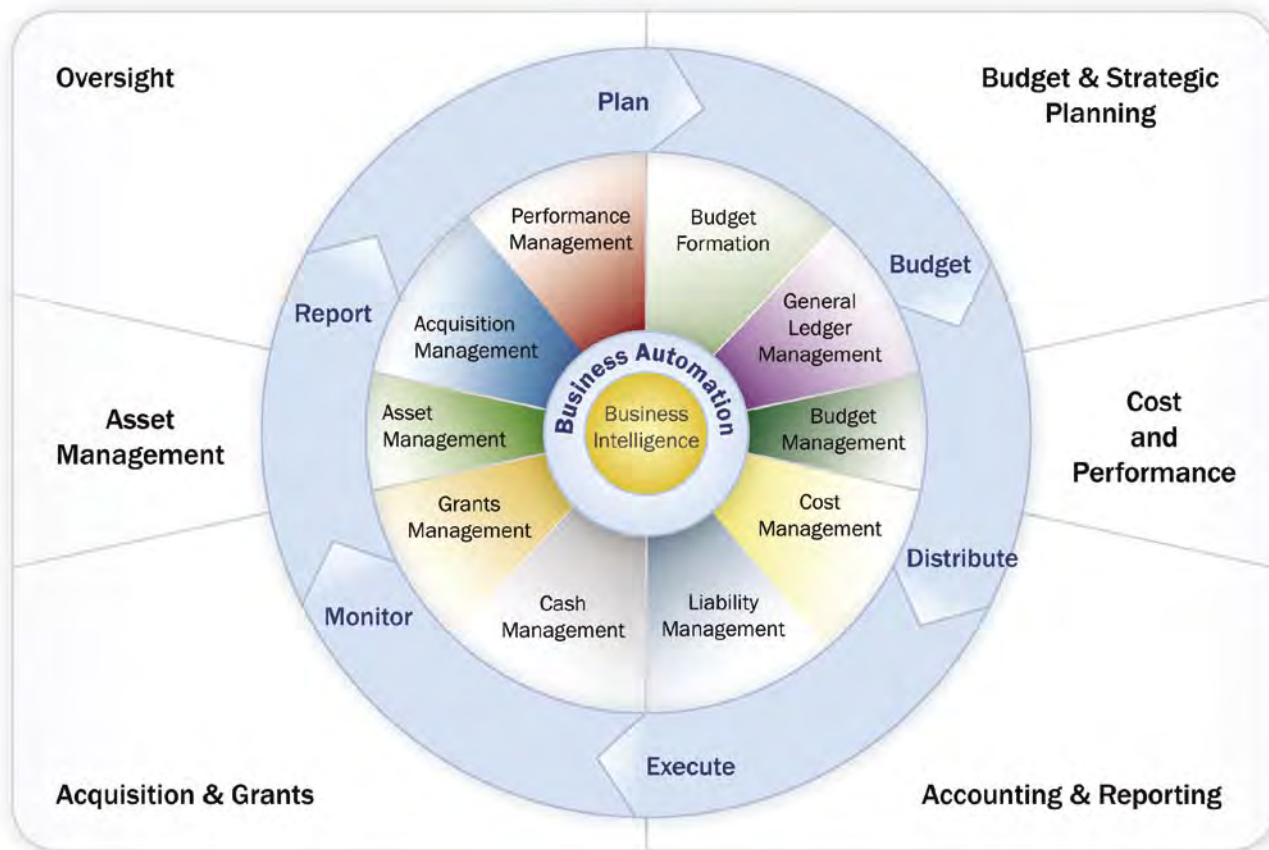 Oversight
Budget & Strategic
Planning
Plan
Budget
Distribute
Execute
Monitor
Report
Performance
Management
Budget
Formation
General
Ledger
Management
Budget
Management
Cost
Management
Liability
Management
Cash
Management
Grants
Management
Asset
Management
Acquisition
Management
Business Automation
Business
Intelligence
Asset
Management
Cost
and
Performance
Acquisition & Grants
Accounting & Reporting